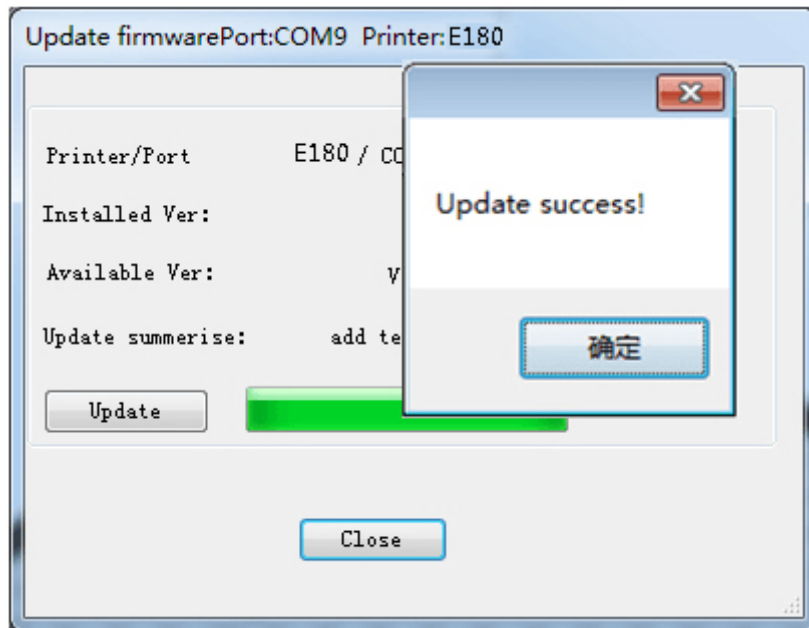 Update firmwarePort:COM9 Printer:E180
Printer/Port E180 / CO
Installed Ver:
Available Ver:
Update summerise: add te
Update
Close
Update success!
确定